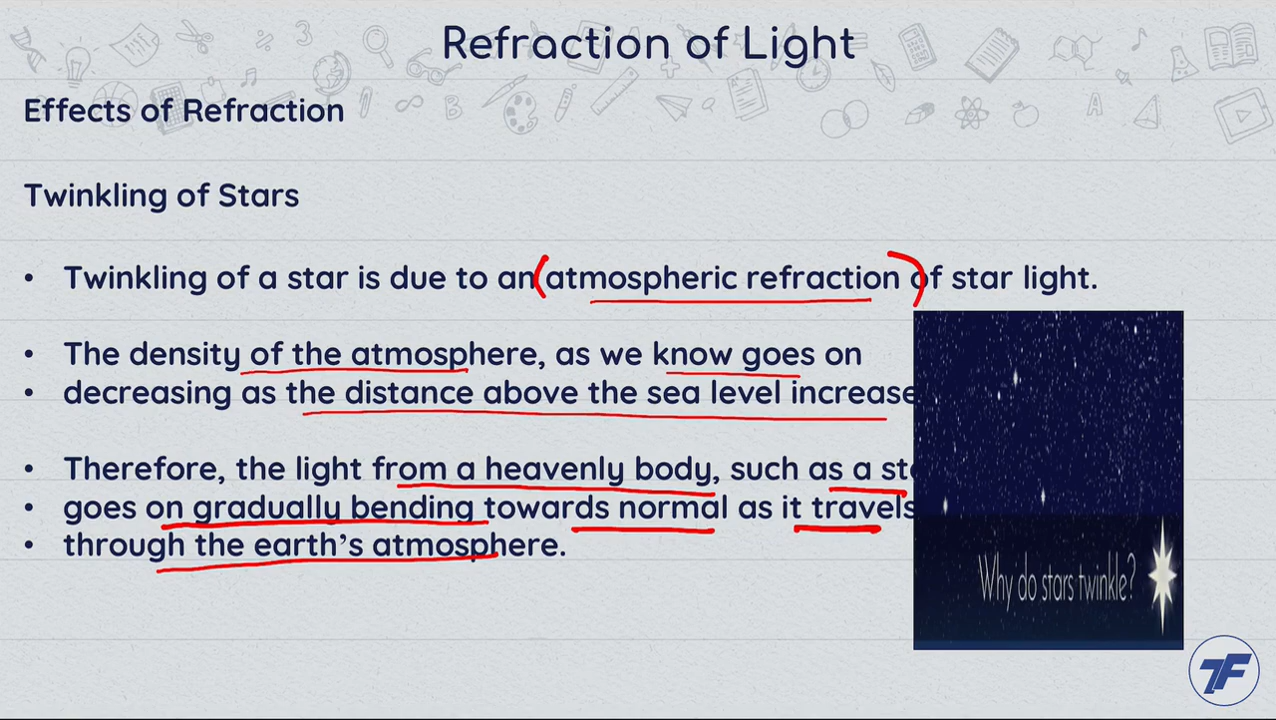 Refraction of Light
Effects of Refraction
Twinkling of Stars
• Twinkling of a star is due to an atmospheric refraction of star light.
• The density of the atmosphere, as we know goes on
• decreasing as the distance above the sea level increase
• Therefore, the light from a heavenly body, such as a
• goes on gradually bending towards normal as it travels
• through the earth's atmosphere.
Why do stars twinkle?
TF